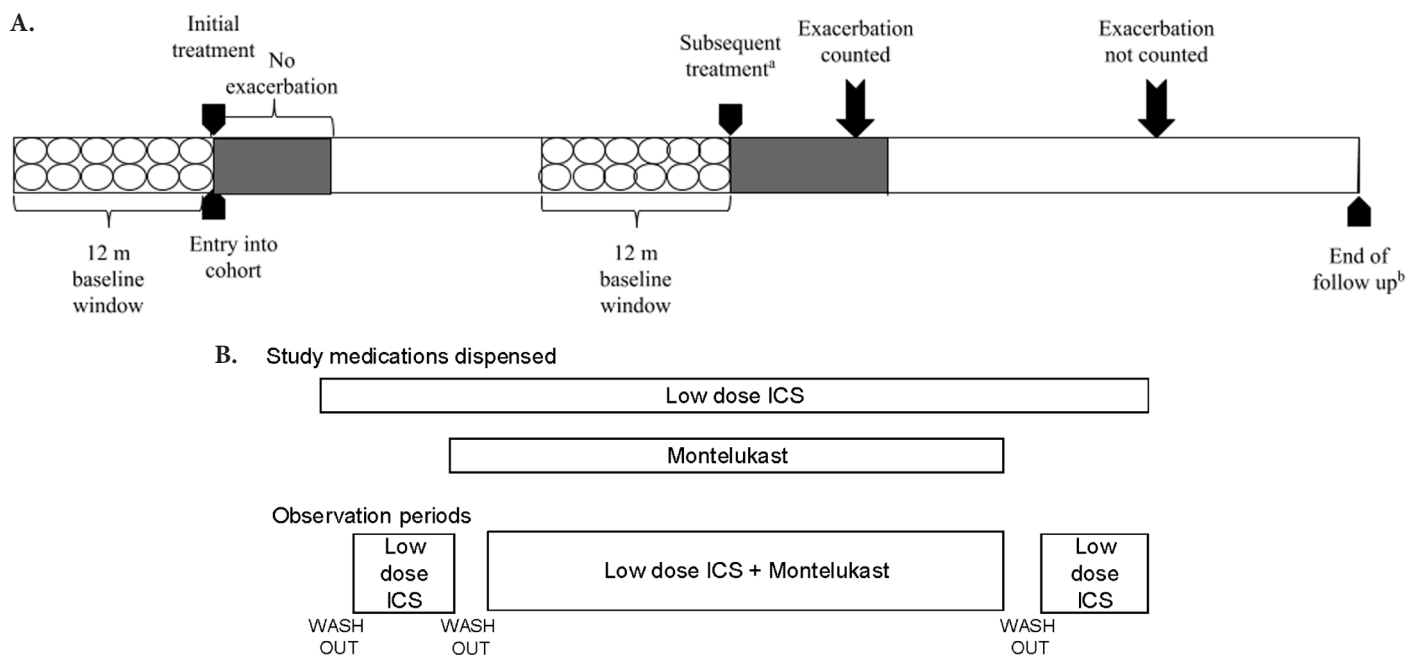 A.
Initial
treatment
No
exacerbation
Subsequent
treatmentᵃ
Exacerbation
counted
Exacerbation
not counted
12 m
baseline
window
Entry into
cohort
12 m
baseline
window
End of
follow upᵇ
B. Study medications dispensed
Low dose ICS
Montelukast
Observation periods
Low
dose
ICS
Low dose ICS + Montelukast
Low
dose
ICS
WASH
OUT
WASH
OUT
WASH
OUT